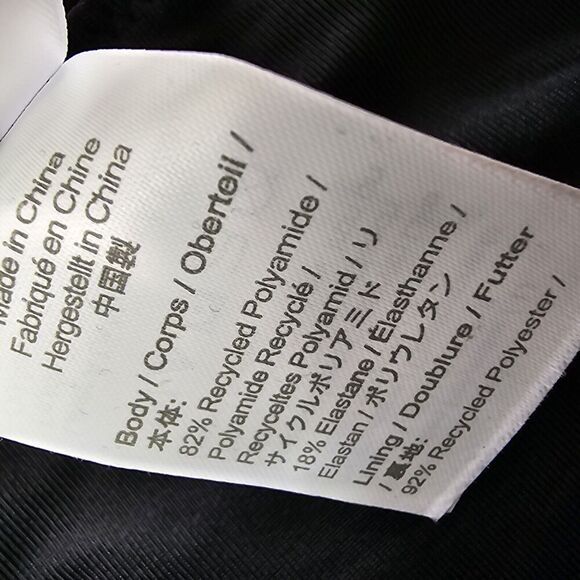 Made in China
Fabriqué en Chine
Hergestellt in China
中国製
Body / Corps / Oberteil /
本体:
82% Recycled Polyamide /
Polyamide Recycle /
Recyceltes Polyamid / リ
サイクルポリアミド
18% Elastane / Élasthanne /
Elastan / ポリウレタン
Lining / Doublure / Futter
/ 裏地:
92% Recycled Polyester /